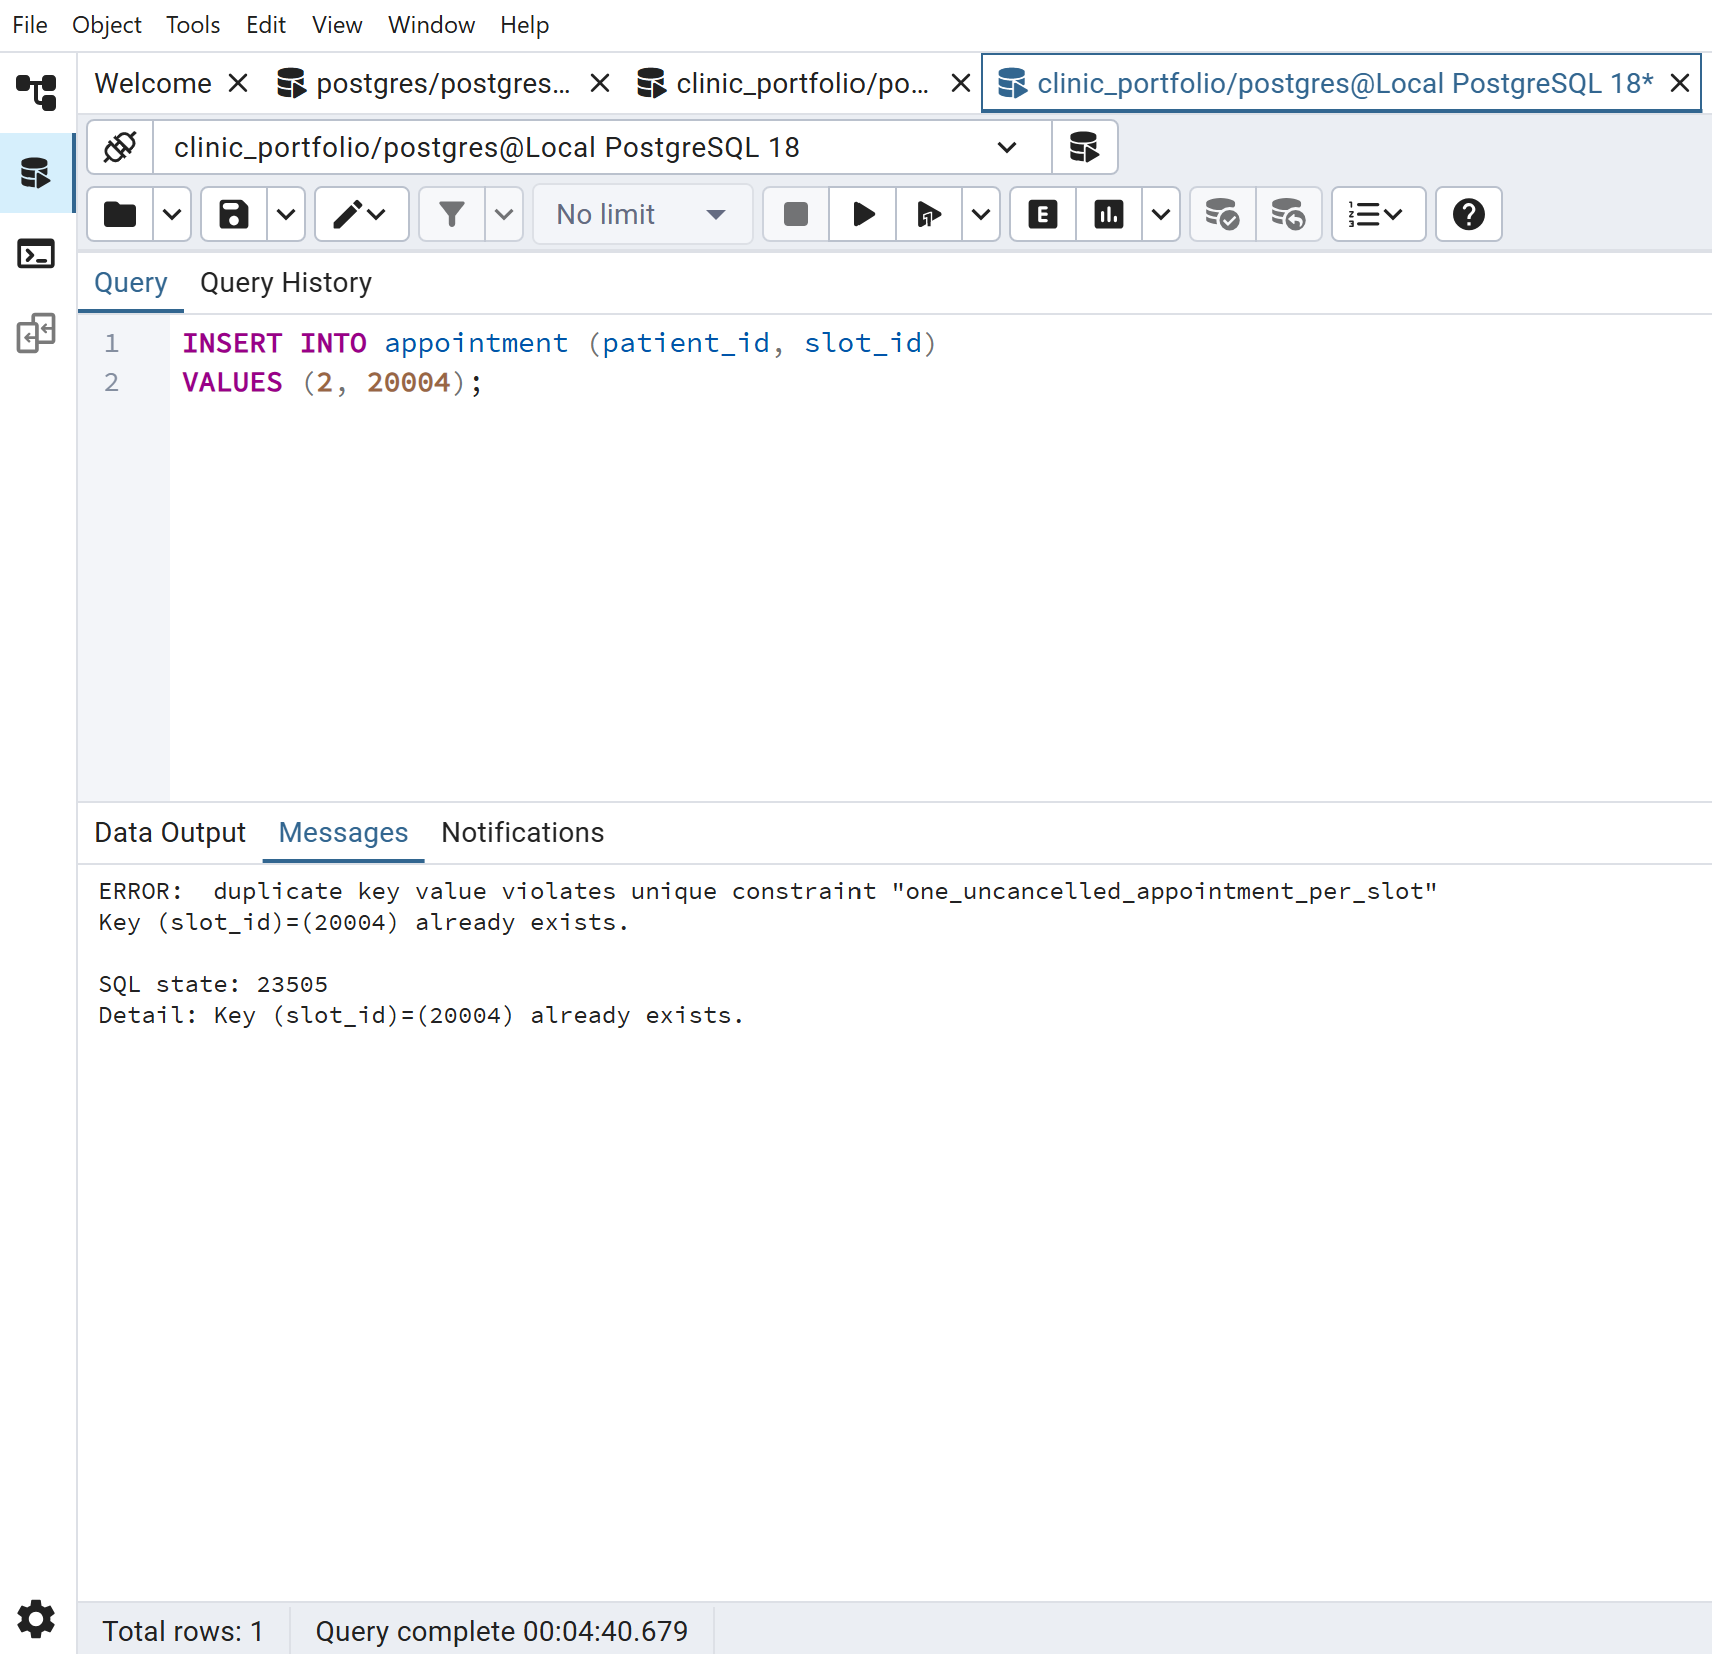 File Object Tools Edit View Window Help
Welcome postgres/postgres... clinic_portfolio/po... clinic_portfolio/postgres@Local PostgreSQL 18*
clinic_portfolio/postgres@Local PostgreSQL 18
No limit
Query Query History
1 INSERT INTO appointment (patient_id, slot_id)
2 VALUES (2, 20004);
Data Output Messages Notifications
ERROR:  duplicate key value violates unique constraint "one_uncancelled_appointment_per_slot"
Key (slot_id)=(20004) already exists.
SQL state: 23505
Detail: Key (slot_id)=(20004) already exists.
Total rows: 1 Query complete 00:04:40.679